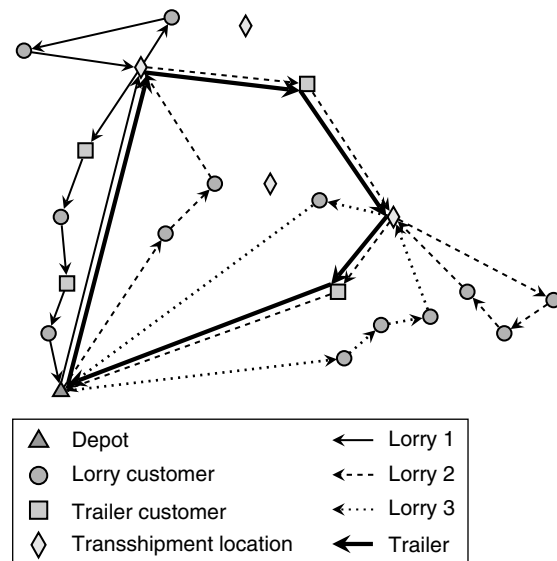 Depot
Lorry customer
Trailer customer
Transshipment location
Lorry 1
Lorry 2
Lorry 3
Trailer